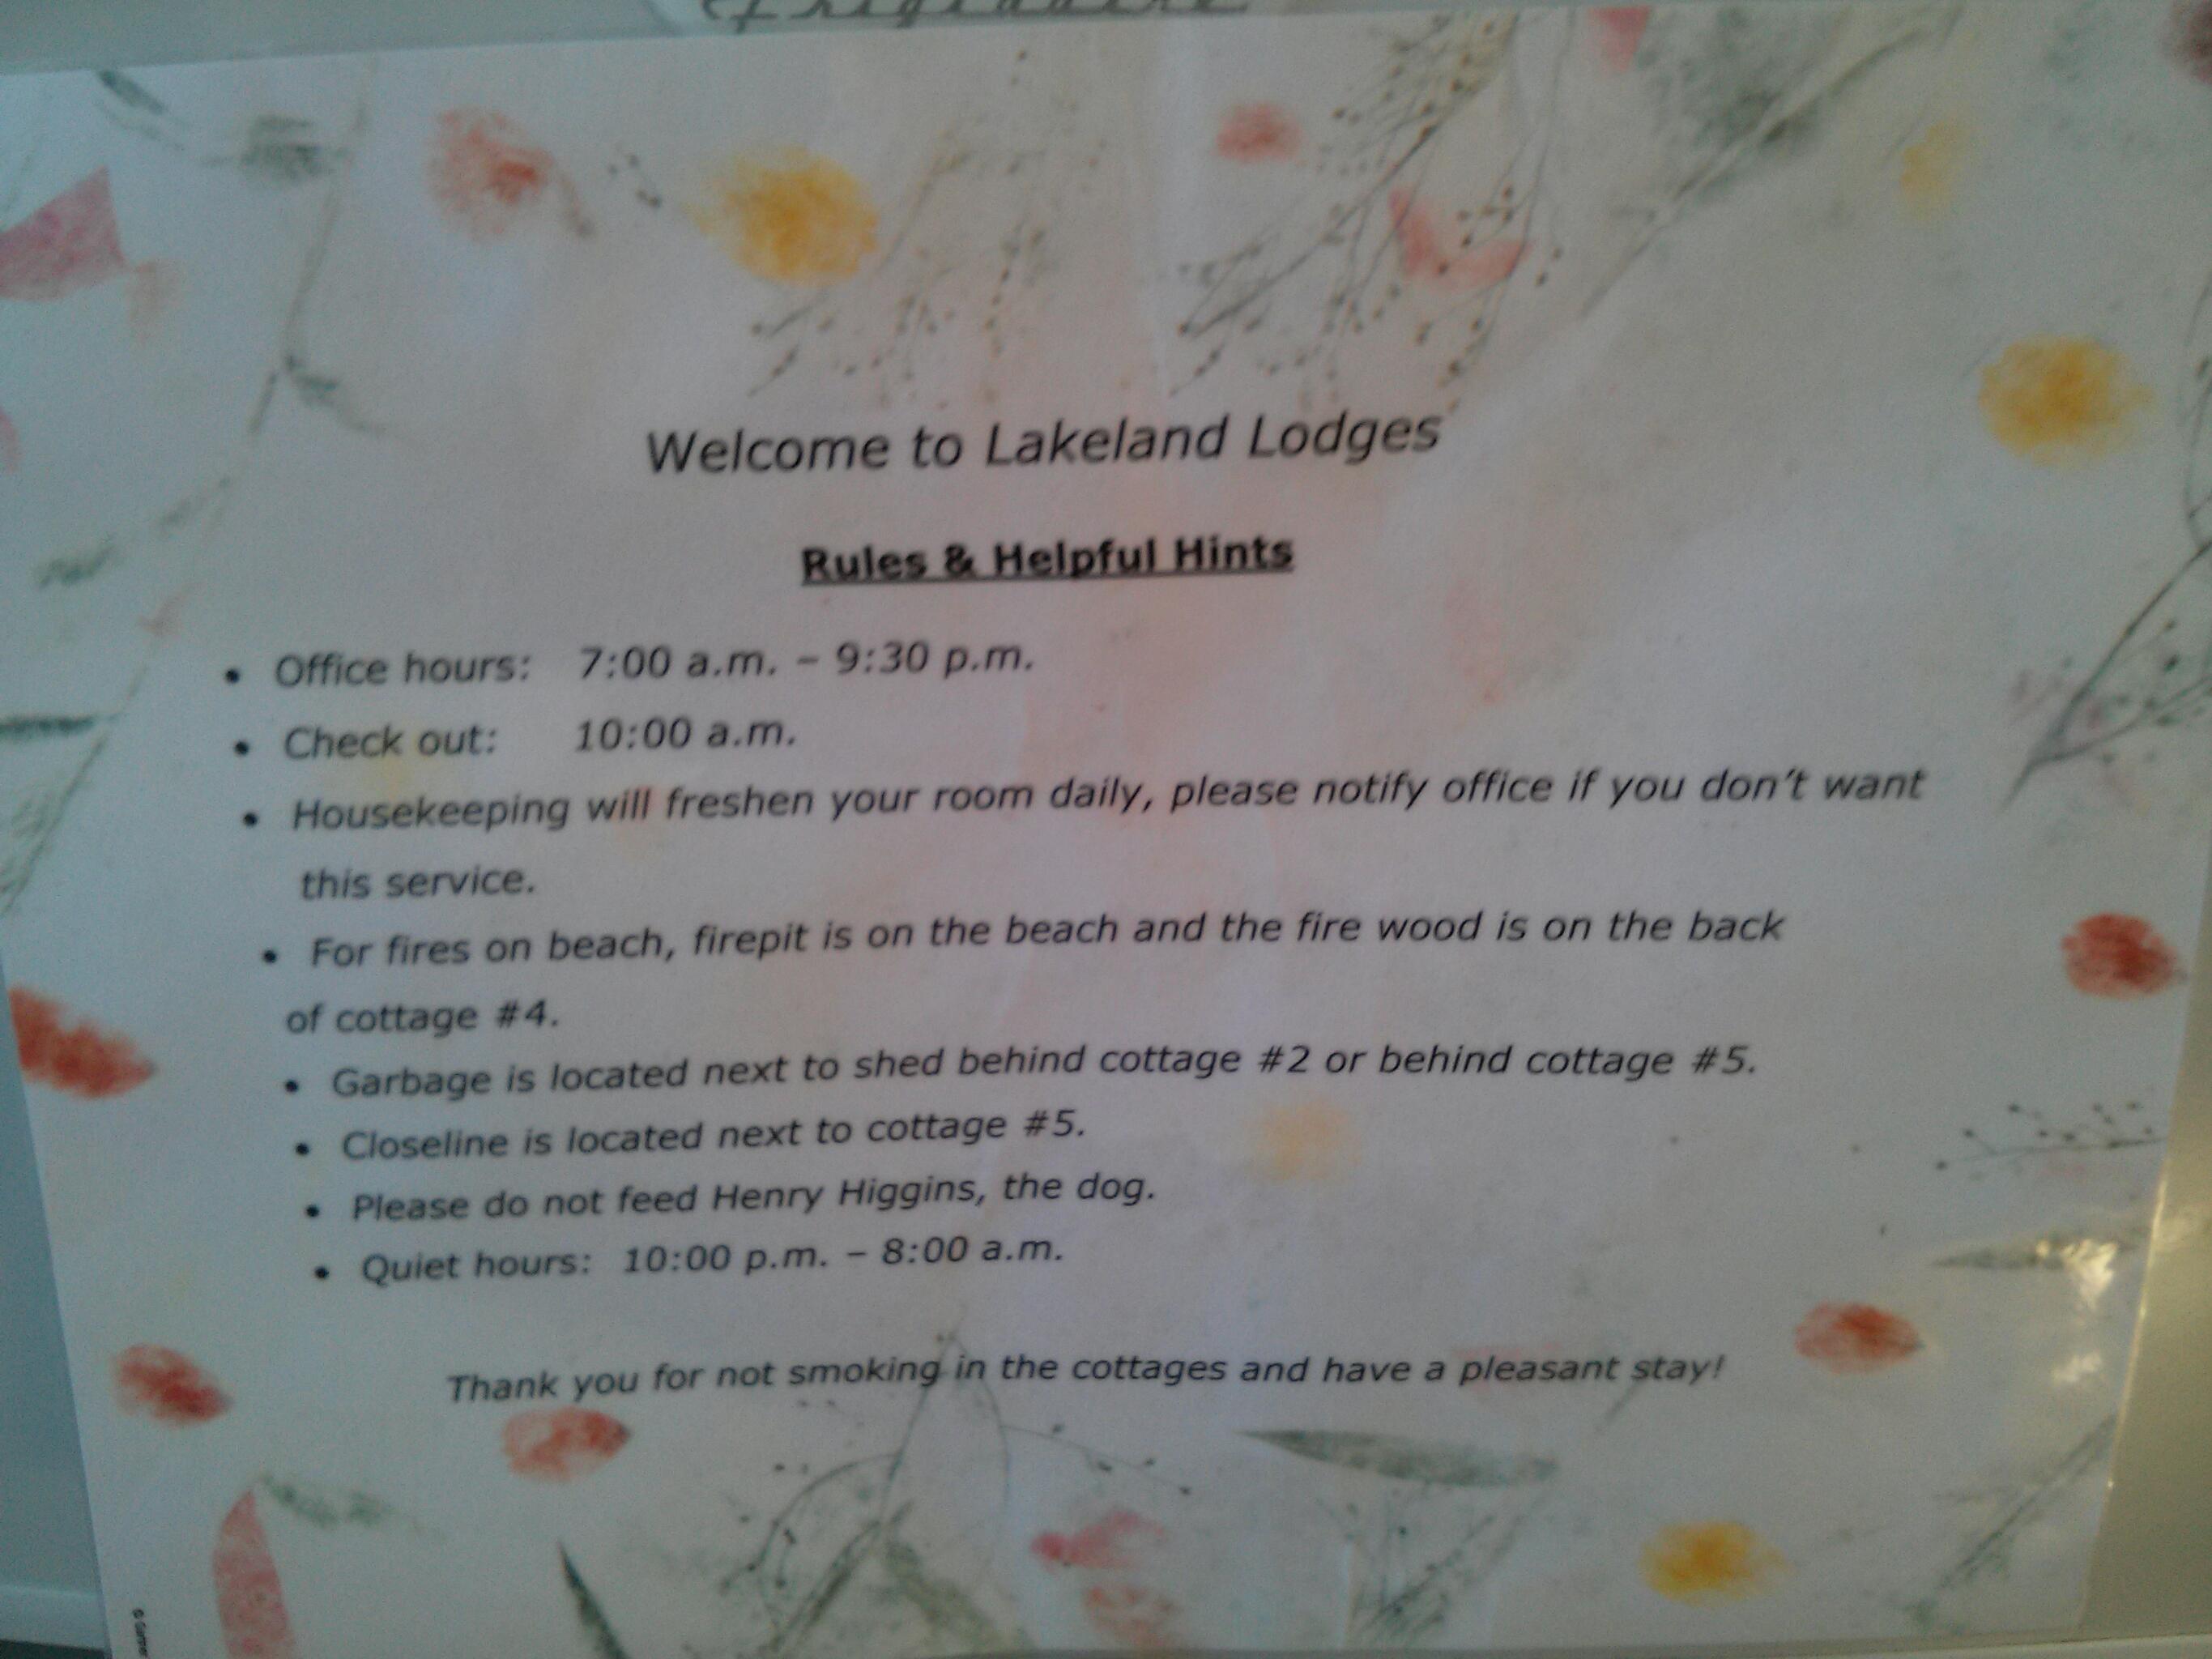 Frigidaire
Welcome to Lakeland Lodges
Rules & Helpful Hints
• Office hours: 7:00 a.m. – 9:30 p.m.
• Check out: 10:00 a.m.
• Housekeeping will freshen your room daily, please notify office if you don't want
this service.
• For fires on beach, firepit is on the beach and the fire wood is on the back
of cottage #4.
• Garbage is located next to shed behind cottage #2 or behind cottage #5.
• Closeline is located next to cottage #5.
• Please do not feed Henry Higgins, the dog.
• Quiet hours: 10:00 p.m. – 8:00 a.m.
Thank you for not smoking in the cottages and have a pleasant stay!